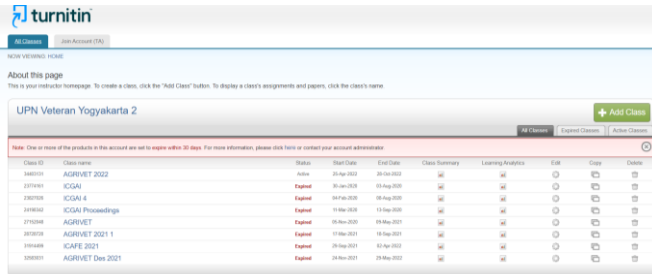 turnitin
All Classes Join Account (TA)
NOW VIEWING: HOME
About this page
This is your instructor homepage. To create a class, click the "Add Class" button. To display a class's assignments and papers, click the class's name
UPN Veteran Yogyakarta 2
Add Class
All Classes Expired Classes Active Classes
Note: One or more of the products in this account are set to expire within 30 days. For more information, please click here or contact your account administrator.
Class ID Class name Status Start Date End Date Class Summary Learning Analytics Edit Copy Delete
AGRIVET 2022 Active 25-Apr-2022 28-Oct-2022
ICGAI Expired 30-Jan-2020 03-Aug-2020
ICGAI 4 Expired 04-Feb-2020 08-Aug-2020
ICGAI Proceedings Expired 11-Mar-2020 13-Sep-2020
AGRIVET Expired 05-Nov-2020 09-May-2021
AGRIVET 2021 1 Expired 17-Mar-2021 18-Sep-2021
ICAFE 2021 Expired 29-Sep-2021 02-Apr-2022
AGRIVET Des 2021 Expired 24-Nov-2021 29-May-2022